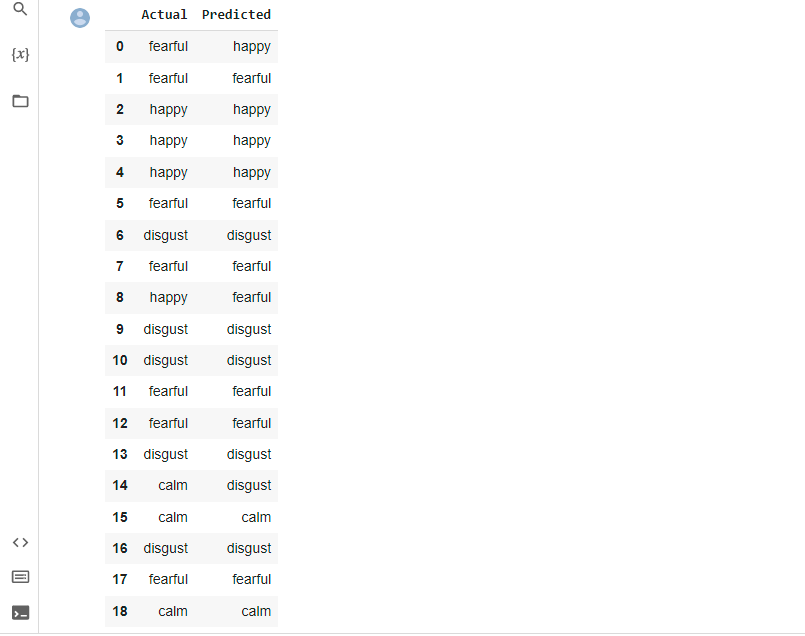 Actual Predicted
0 fearful happy
{x}
1 fearful fearful
2 happy happy
3 happy happy
4 happy happy
5 fearful fearful
6 disgust disgust
7 fearful fearful
8 happy fearful
9 disgust disgust
10 disgust disgust
11 fearful fearful
12 fearful fearful
13 disgust disgust
14 calm disgust
15 calm calm
16 disgust disgust
17 fearful fearful
18 calm calm